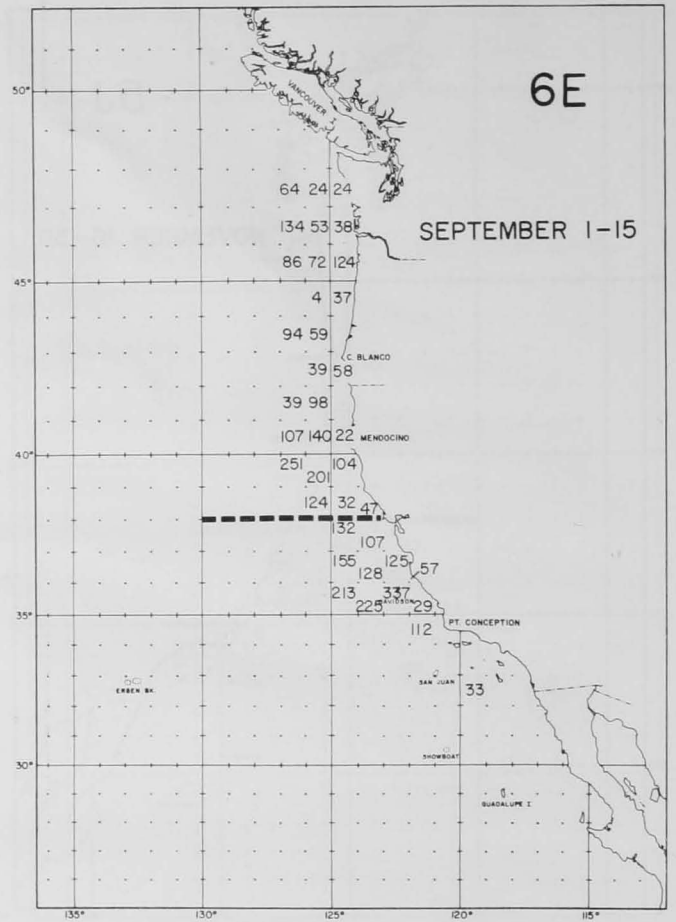 6E
50°
VANCOUVER I.
64 24 24
SEPTEMBER 1-15
134 53 38
86 72 124
45°
4 37
94 59
C. BLANCO
39 58
39 98
107 140 22 MENDOCINO
40°
251 104
201
124 32 47
132
107
155 125 57
128
213 337
DAVIDSON
225 29
35°
112 PT. CONCEPTION
ERBEN BK.
SAN JUAN
33
30°
SHOWBOAT
GUADALUPE I
135° 130° 125° 120° 115°